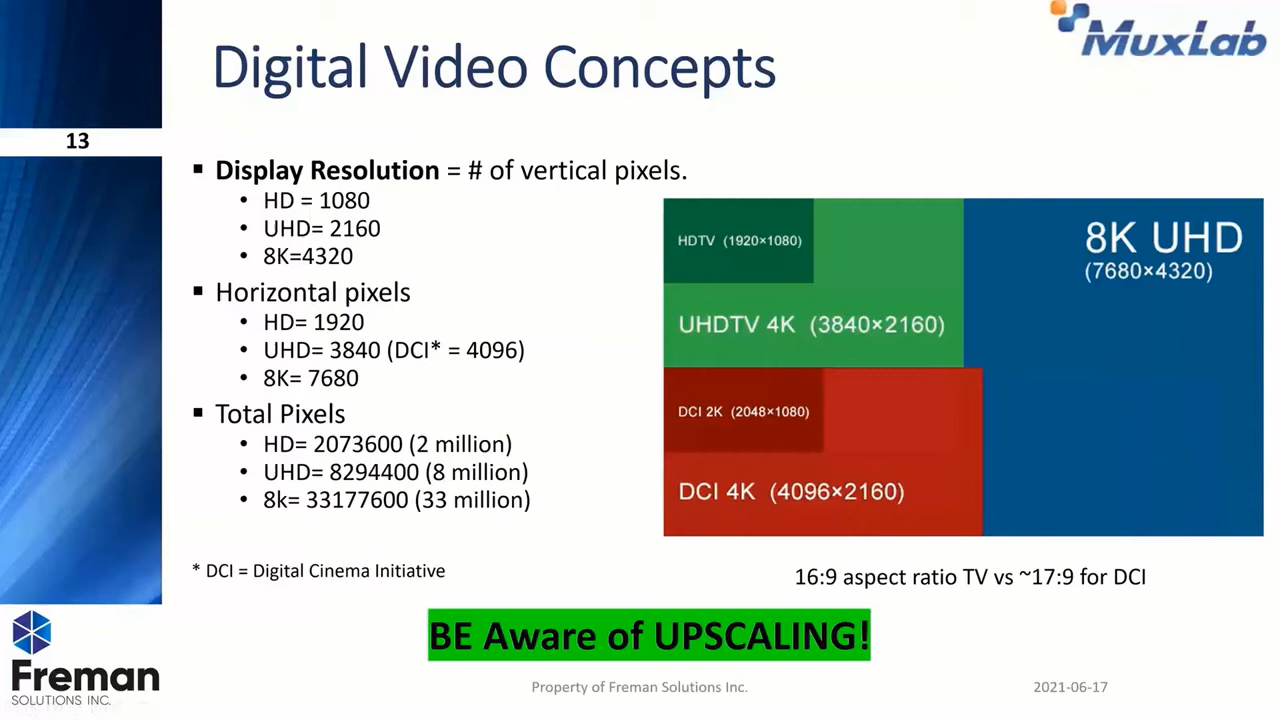 MuxLab
Digital Video Concepts
13
▪ Display Resolution = # of vertical pixels.
• HD = 1080
• UHD= 2160
• 8K=4320
▪ Horizontal pixels
• HD= 1920
• UHD= 3840 (DCI* = 4096)
• 8K= 7680
▪ Total Pixels
• HD= 2073600 (2 million)
• UHD= 8294400 (8 million)
• 8k= 33177600 (33 million)
* DCI = Digital Cinema Initiative
HDTV (1920×1080)
UHDTV 4K (3840×2160)
8K UHD
(7680×4320)
DCI 2K (2048×1080)
DCI 4K (4096×2160)
16:9 aspect ratio TV vs ~17:9 for DCI
BE Aware of UPSCALING!
Freman
SOLUTIONS INC.
Property of Freman Solutions Inc.
2021-06-17